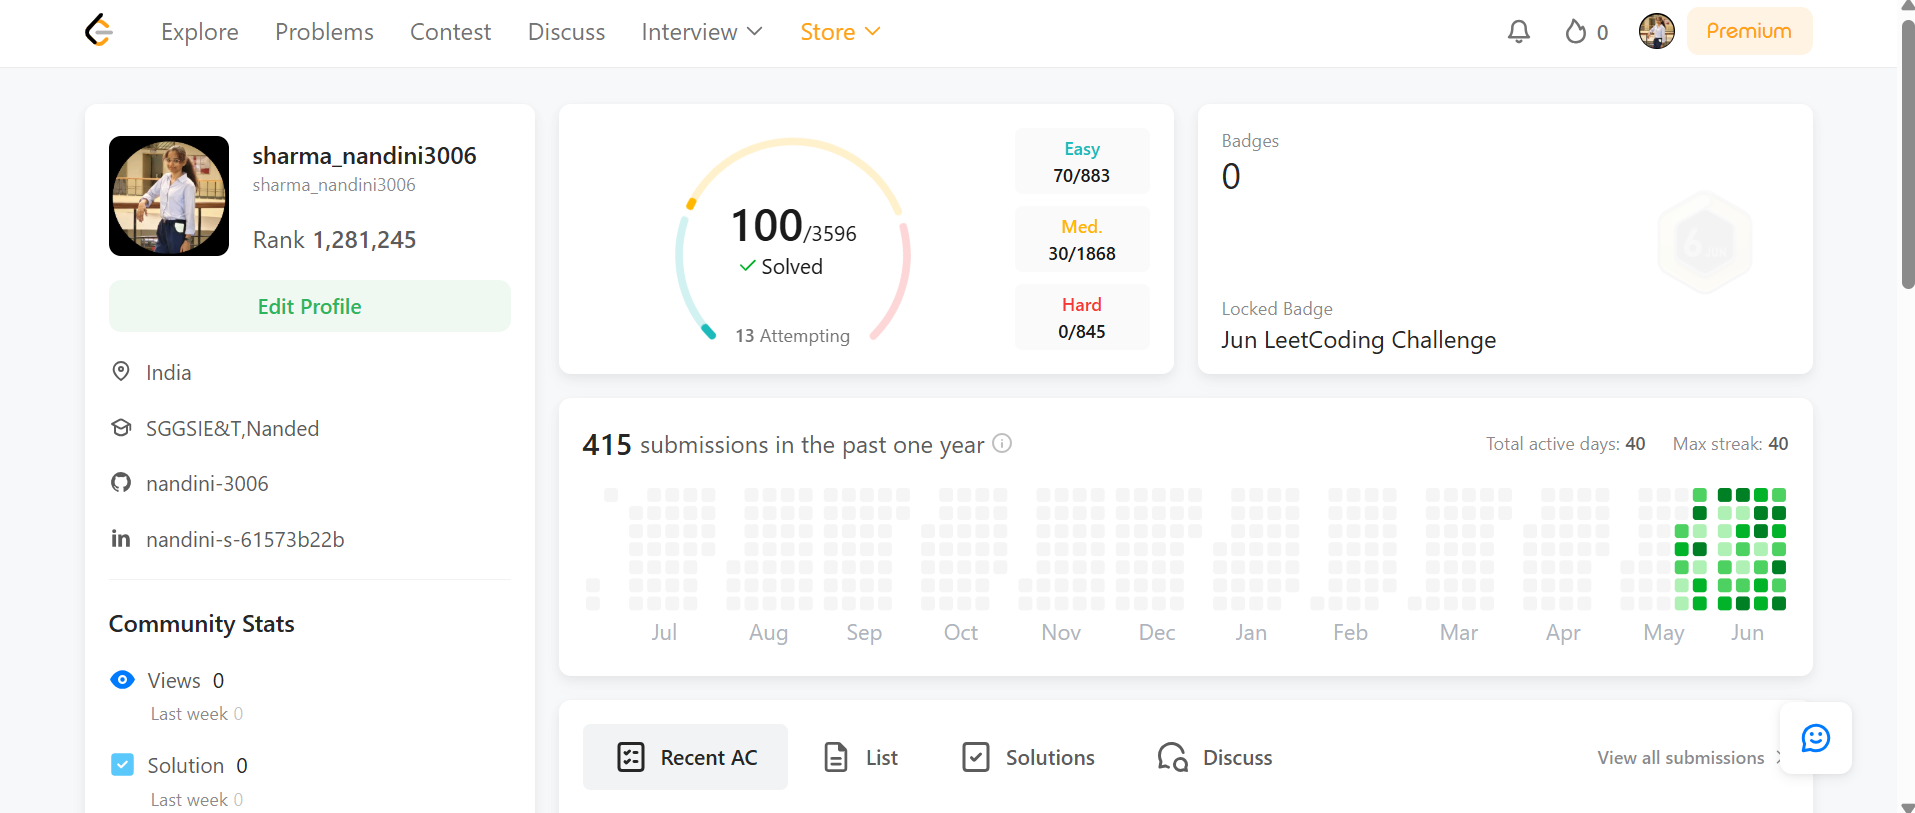 Explore Problems Contest Discuss Interview Store 0 Premium
sharma_nandini3006
sharma_nandini3006
Rank 1,281,245
Edit Profile
India
SGGSIE&T,Nanded
nandini-3006
nandini-s-61573b22b
Community Stats
Views 0
Last week 0
Solution 0
Last week 0
100/3596
Solved
13 Attempting
Easy
70/883
Med.
30/1868
Hard
0/845
Badges
0
Locked Badge
Jun LeetCoding Challenge
415 submissions in the past one year
Total active days: 40 Max streak: 40
Jul Aug Sep Oct Nov Dec Jan Feb Mar Apr May Jun
Recent AC List Solutions Discuss View all submissions